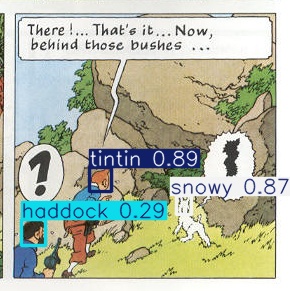 There!... That's it... Now,
behind those bushes ...
?
tintin 0.89
snowy 0.87
haddock 0.29